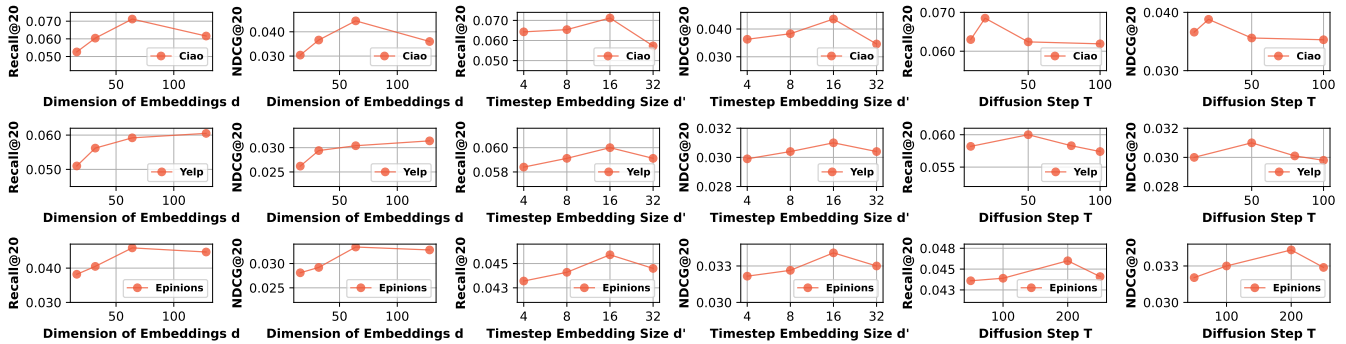 Recall@20 0.070 0.060 0.050 Ciao 50 100 Dimension of Embeddings d
NDCG@20 0.040 0.030 Ciao 50 100 Dimension of Embeddings d
Recall@20 0.070 0.060 0.050 Ciao 4 8 16 32 Timestep Embedding Size d'
NDCG@20 0.040 0.030 Ciao 4 8 16 32 Timestep Embedding Size d'
Recall@20 0.070 0.060 Ciao 50 100 Diffusion Step T
NDCG@20 0.040 0.030 Ciao 50 100 Diffusion Step T
Recall@20 0.060 0.050 Yelp 50 100 Dimension of Embeddings d
NDCG@20 0.030 0.025 Yelp 50 100 Dimension of Embeddings d
Recall@20 0.060 0.058 Yelp 4 8 16 32 Timestep Embedding Size d'
NDCG@20 0.032 0.030 0.028 Yelp 4 8 16 32 Timestep Embedding Size d'
Recall@20 0.060 0.055 Yelp 50 100 Diffusion Step T
NDCG@20 0.032 0.030 0.028 Yelp 50 100 Diffusion Step T
Recall@20 0.040 0.030 Epinions 50 100 Dimension of Embeddings d
NDCG@20 0.030 0.025 Epinions 50 100 Dimension of Embeddings d
Recall@20 0.045 0.043 Epinions 4 8 16 32 Timestep Embedding Size d'
NDCG@20 0.033 0.030 Epinions 4 8 16 32 Timestep Embedding Size d'
Recall@20 0.048 0.045 0.043 Epinions 100 200 Diffusion Step T
NDCG@20 0.033 0.030 Epinions 100 200 Diffusion Step T